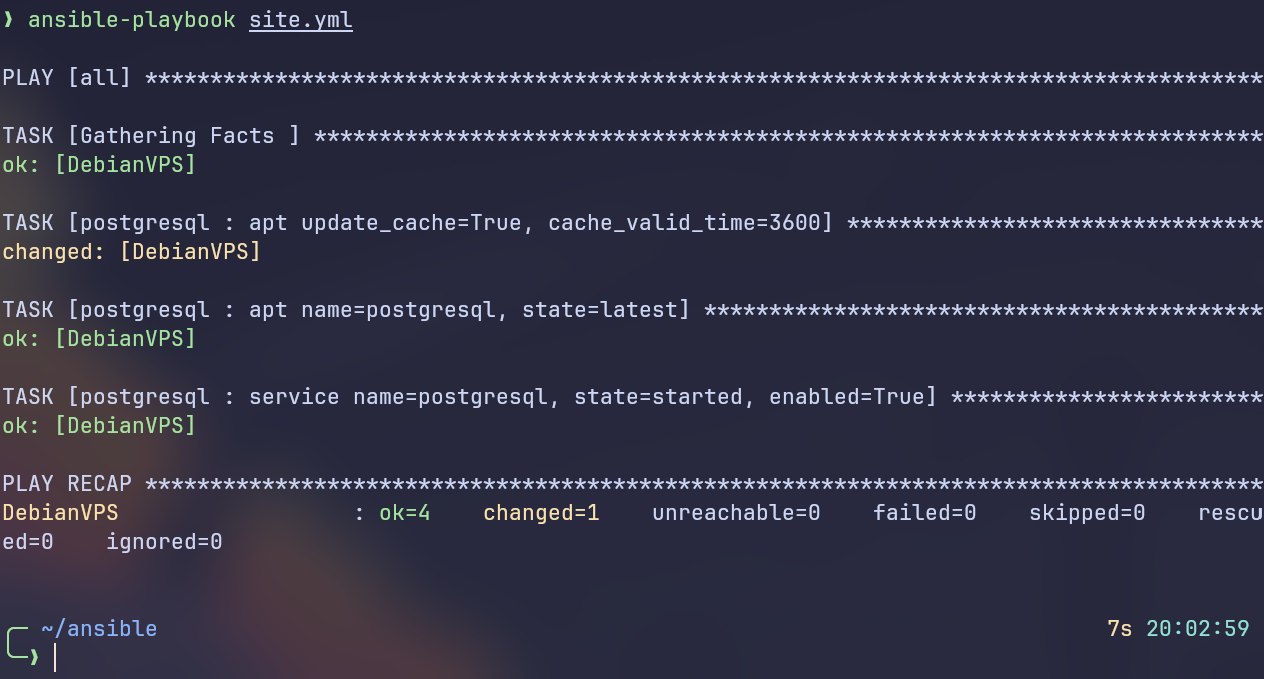 ❱ ansible-playbook site.yml
PLAY [all] **************************************************************************************
TASK [Gathering Facts ] *************************************************************************
ok: [DebianVPS]
TASK [postgresql : apt update_cache=True, cache_valid_time=3600] ********************************
changed: [DebianVPS]
TASK [postgresql : apt name=postgresql, state=latest] *******************************************
ok: [DebianVPS]
TASK [postgresql : service name=postgresql, state=started, enabled=True] ************************
ok: [DebianVPS]
PLAY RECAP **************************************************************************************
DebianVPS                  : ok=4    changed=1    unreachable=0    failed=0    skipped=0    rescu
ed=0    ignored=0
~/ansible 7s 20:02:59
❱